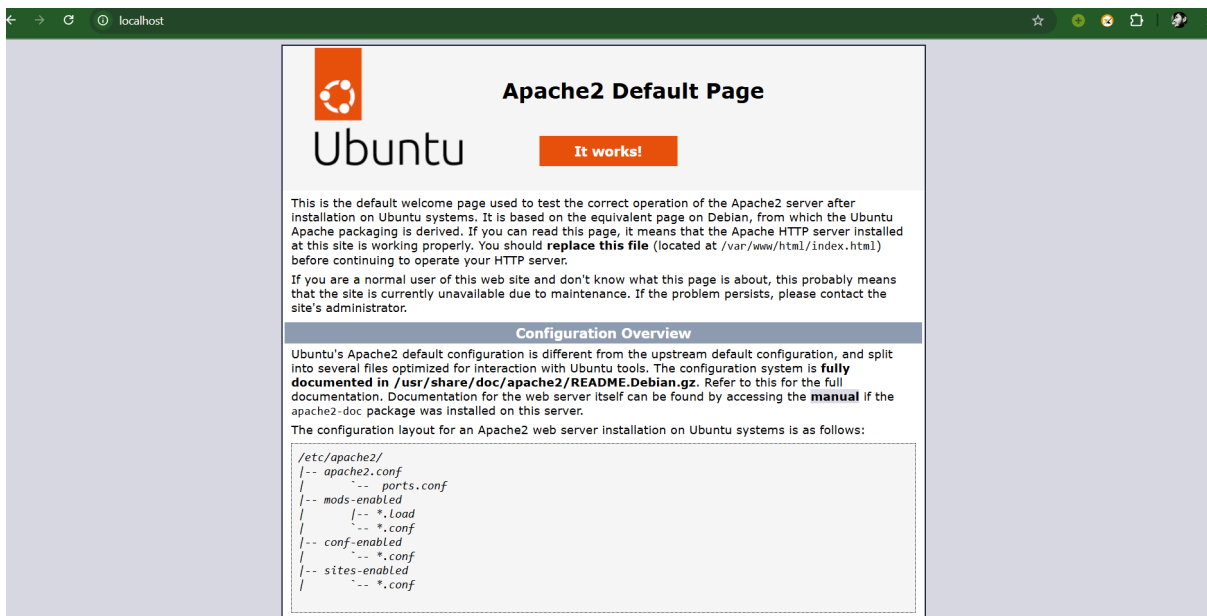 localhost
Apache2 Default Page
Ubuntu
It works!
This is the default welcome page used to test the correct operation of the Apache2 server after
installation on Ubuntu systems. It is based on the equivalent page on Debian, from which the Ubuntu
Apache packaging is derived. If you can read this page, it means that the Apache HTTP server installed
at this site is working properly. You should replace this file (located at /var/www/html/index.html)
before continuing to operate your HTTP server.
If you are a normal user of this web site and don't know what this page is about, this probably means
that the site is currently unavailable due to maintenance. If the problem persists, please contact the
site's administrator.
Configuration Overview
Ubuntu's Apache2 default configuration is different from the upstream default configuration, and split
into several files optimized for interaction with Ubuntu tools. The configuration system is fully
documented in /usr/share/doc/apache2/README.Debian.gz. Refer to this for the full
documentation. Documentation for the web server itself can be found by accessing the manual if the
apache2-doc package was installed on this server.
The configuration layout for an Apache2 web server installation on Ubuntu systems is as follows:
/etc/apache2/
|-- apache2.conf
|       `--  ports.conf
|-- mods-enabled
|       |-- *.load
|       `-- *.conf
|-- conf-enabled
|       `-- *.conf
|-- sites-enabled
|       `-- *.conf